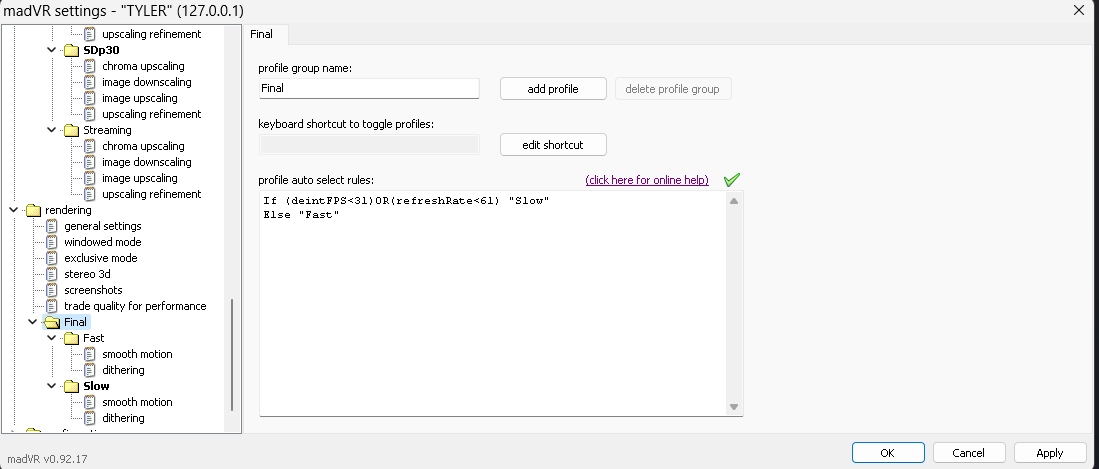 madVR settings - "TYLER" (127.0.0.1)
upscaling refinement
SDp30
chroma upscaling
image downscaling
image upscaling
upscaling refinement
Streaming
chroma upscaling
image downscaling
image upscaling
upscaling refinement
rendering
general settings
windowed mode
exclusive mode
stereo 3d
screenshots
trade quality for performance
Final
Fast
smooth motion
dithering
Slow
smooth motion
dithering
madVR v0.92.17
Final
profile group name:
Final
add profile
delete profile group
keyboard shortcut to toggle profiles:
edit shortcut
profile auto select rules:
(click here for online help)
If (deintFPS<31)OR(refreshRate<61) "Slow"
Else "Fast"
OK
Cancel
Apply